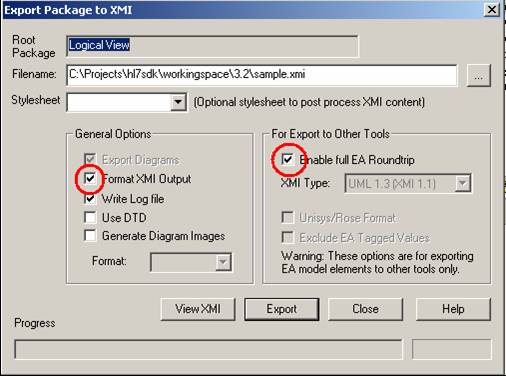 Export Package to XMI
Root Package
Logical View
Filename:
C:\Projects\hl7sdk\workingspace\3.2\sample.xmi
...
Stylesheet
(Optional stylesheet to post process XMI content)
General Options
Export Diagrams
Format XMI Output
Write Log file
Use DTD
Generate Diagram Images
Format:
For Export to Other Tools
Enable full EA Roundtrip
XMI Type:
UML 1.3 (XMI 1.1)
Unisys/Rose Format
Exclude EA Tagged Values
Warning: These options are for exporting
EA model elements to other tools only.
View XMI
Export
Close
Help
Progress